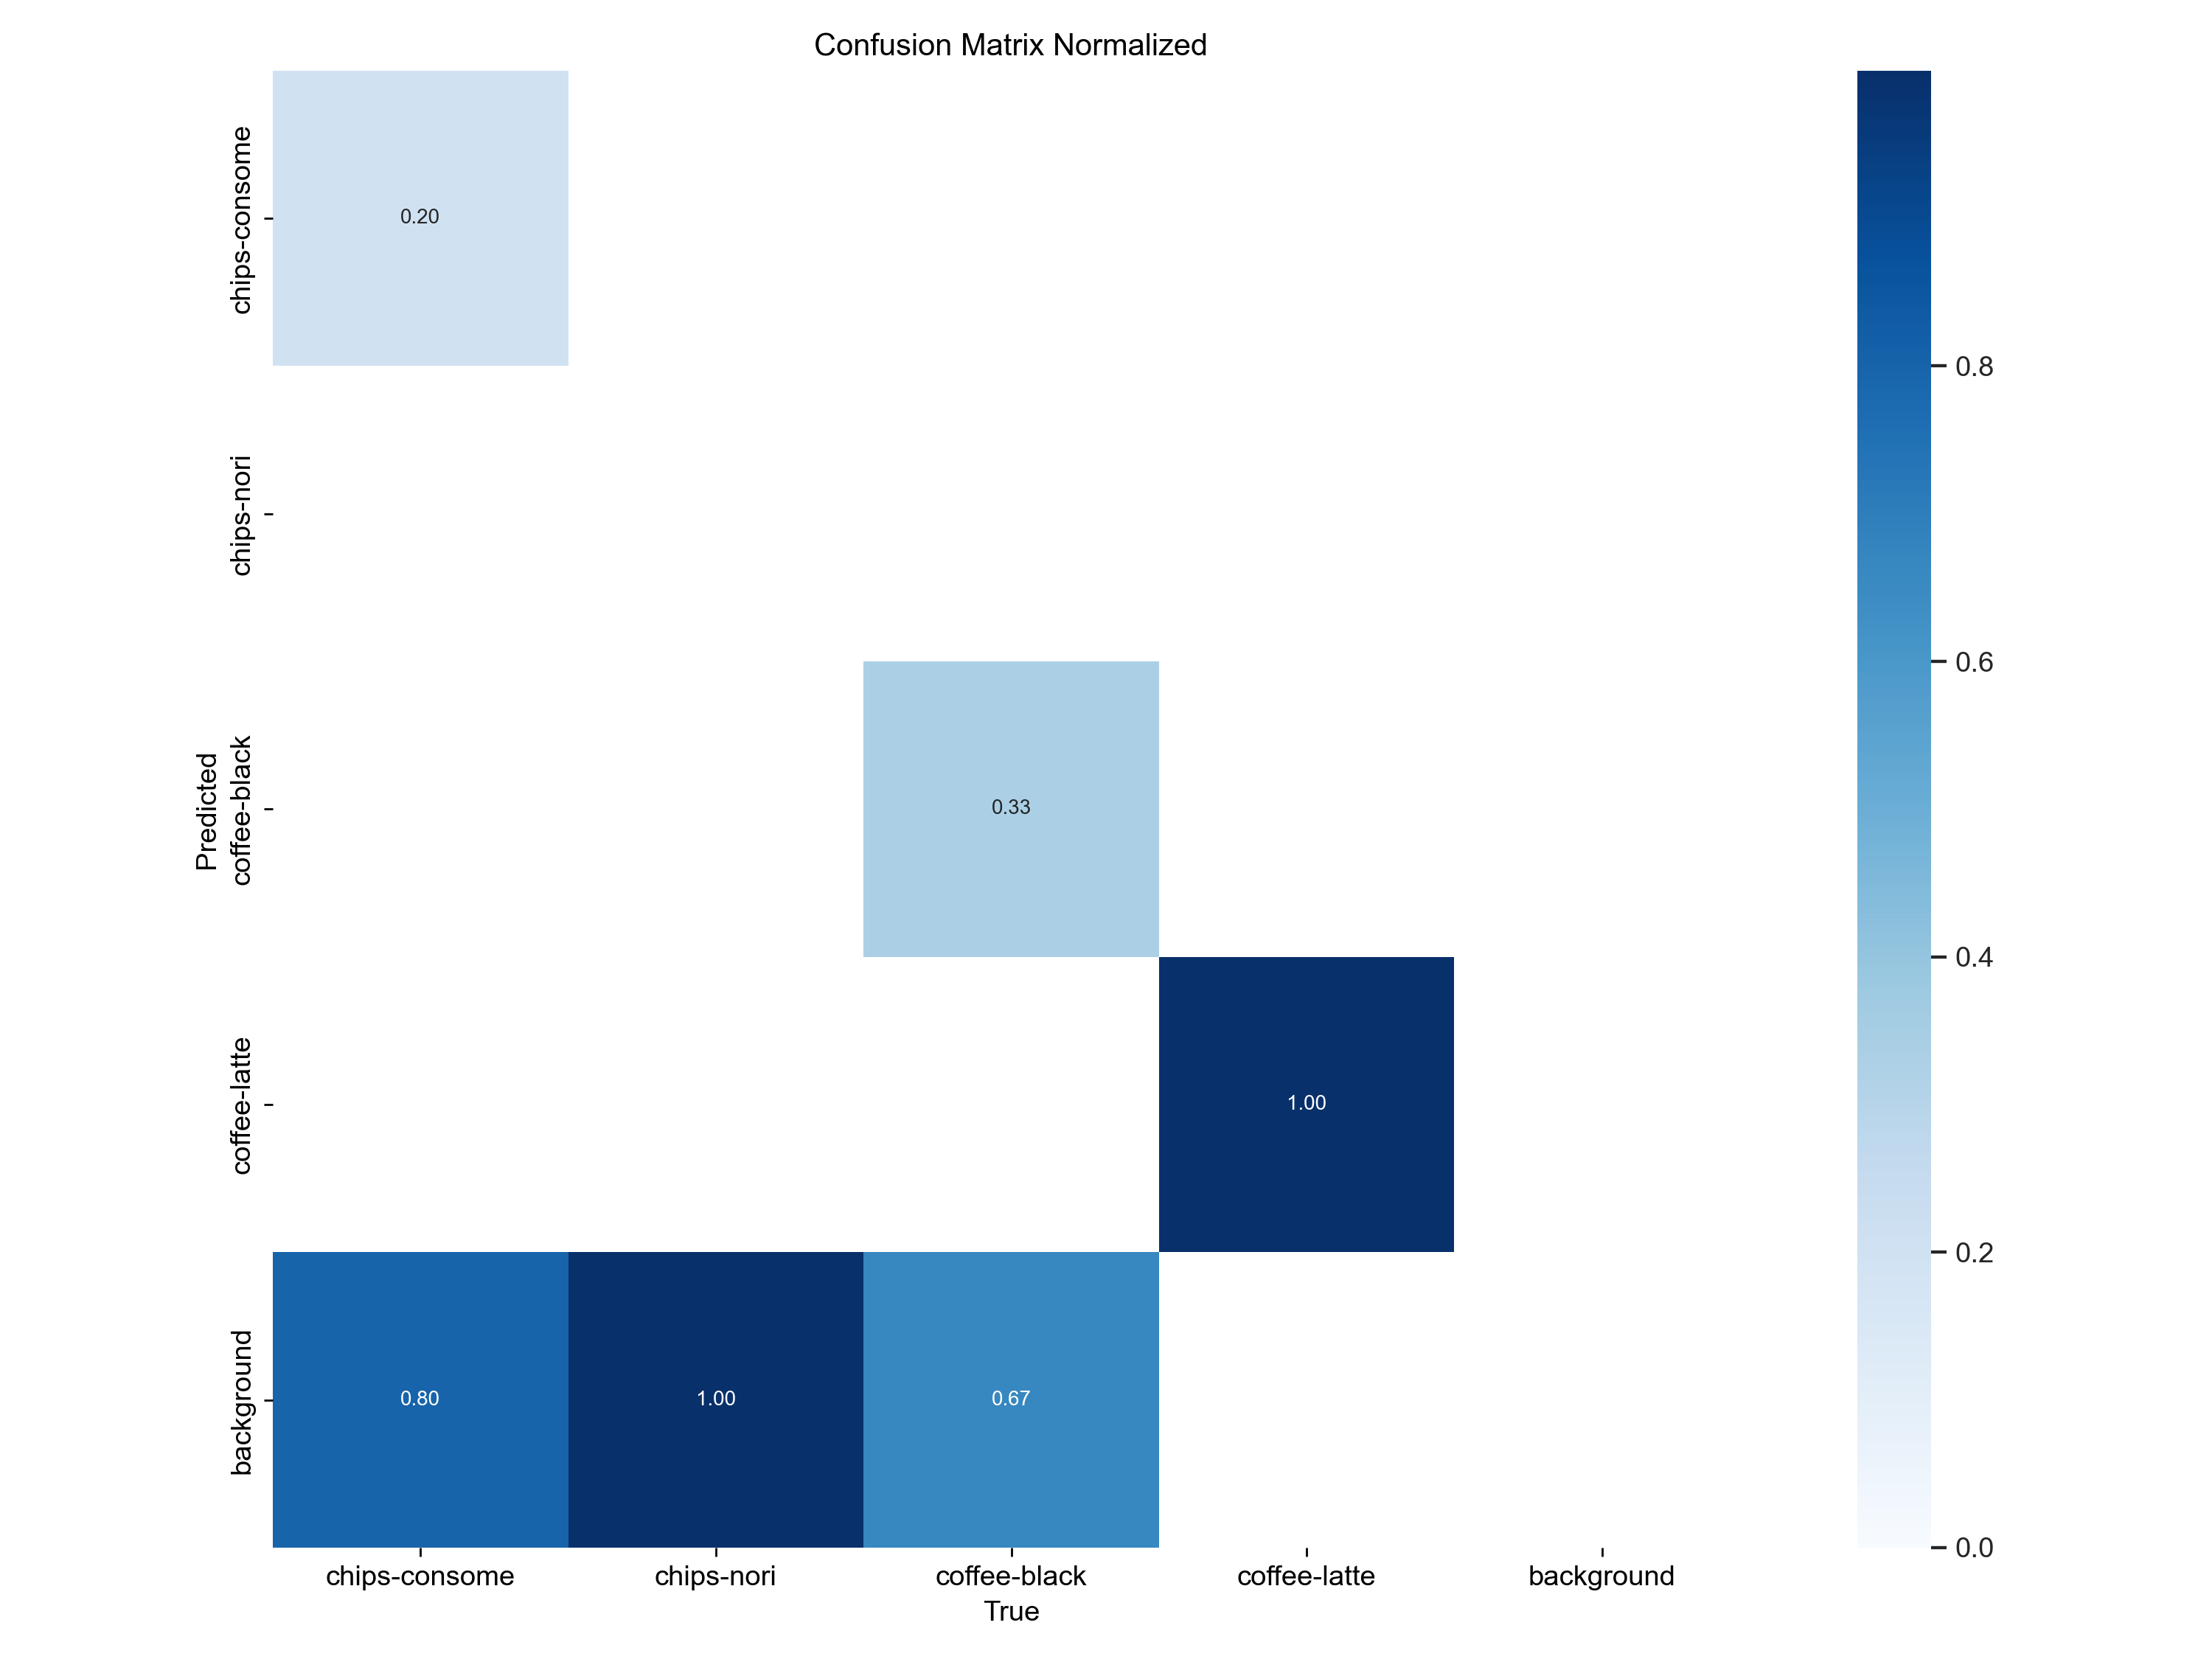 Confusion Matrix Normalized
chips-consome
chips-nori
coffee-black
coffee-latte
background
Predicted
0.20
0.33
1.00
0.80
1.00
0.67
chips-consome
chips-nori
coffee-black
coffee-latte
background
True
0.8
0.6
0.4
0.2
0.0